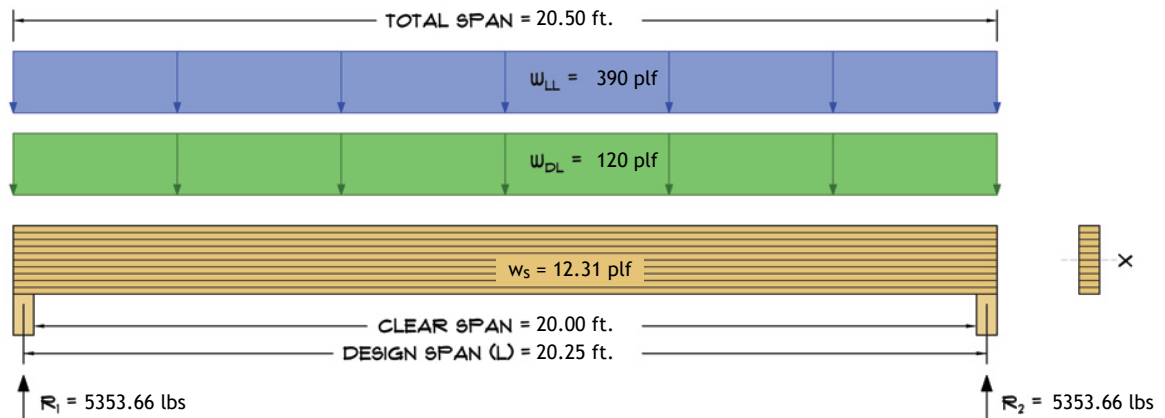 TOTAL SPAN = 20.50 ft.
wLL = 390 plf
wDL = 120 plf
ws = 12.31 plf
X
CLEAR SPAN = 20.00 ft.
DESIGN SPAN (L) = 20.25 ft.
R1 = 5353.66 lbs
R2 = 5353.66 lbs